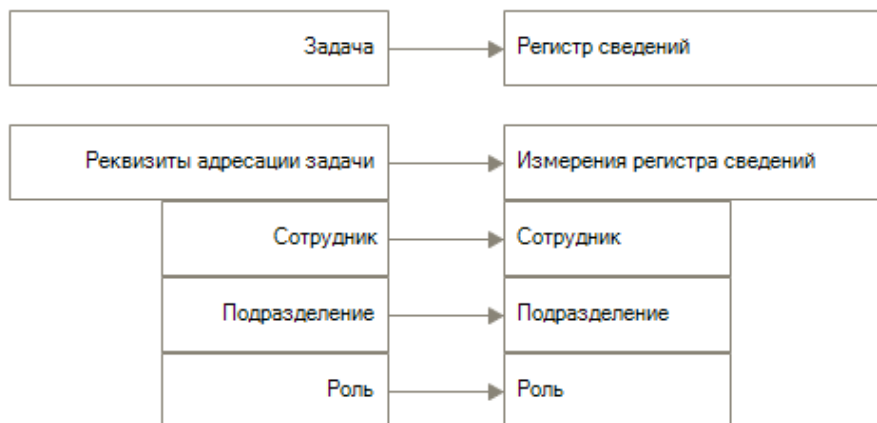 Задача
Регистр сведений
Реквизиты адресации задачи
Измерения регистра сведений
Сотрудник
Сотрудник
Подразделение
Подразделение
Роль
Роль